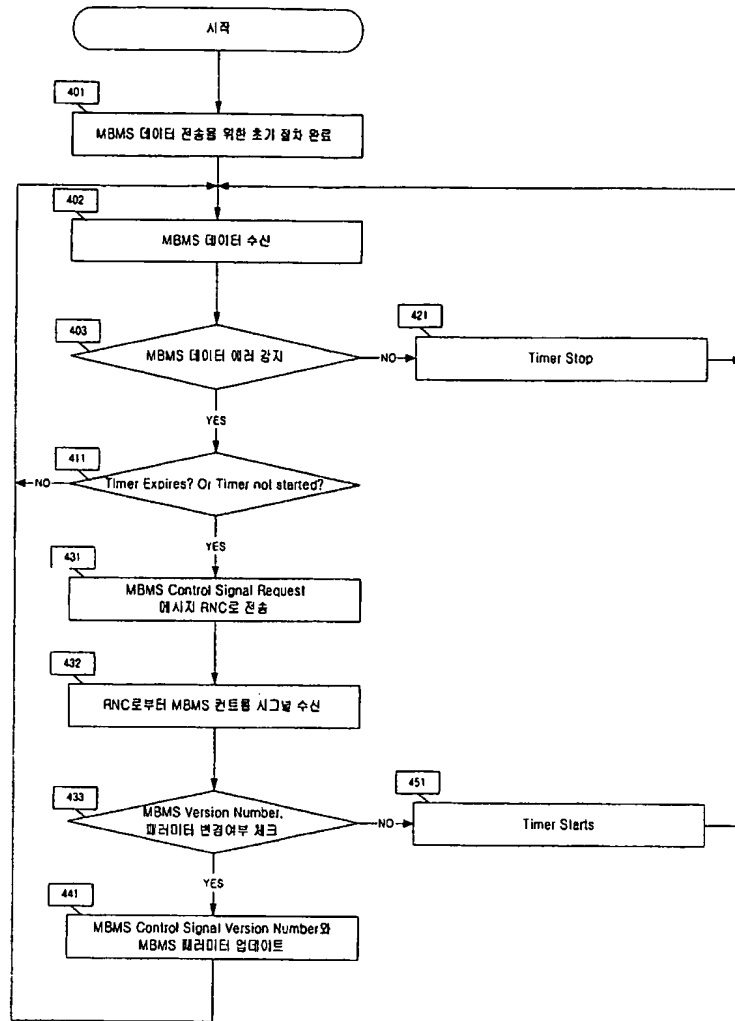 시작
401
MBMS 데이터 전송을 위한 초기 절차 완료
402
MBMS 데이터 수신
403
MBMS 데이터 에러 감지
NO
421
Timer Stop
YES
411
Timer Expires? Or Timer not started?
NO
YES
431
MBMS Control Signal Request
메시지 RNC로 전송
432
RNC로부터 MBMS 컨트롤 시그널 수신
433
MBMS Version Number,
패러미터 변경여부 체크
NO
451
Timer Starts
YES
441
MBMS Control Signal Version Number와
MBMS 패러미터 업데이트